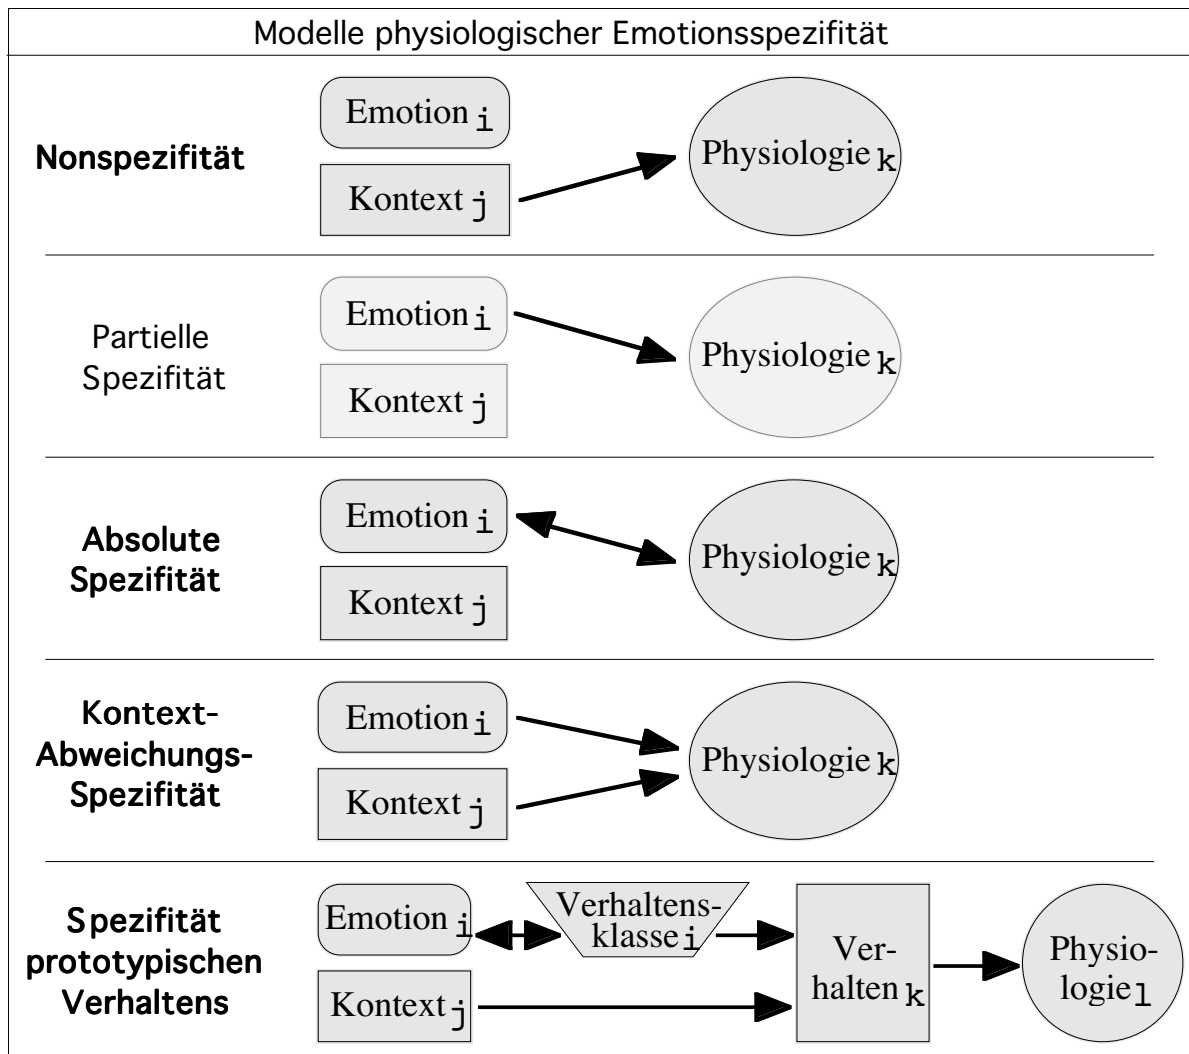 Modelle physiologischer Emotionsspezifität
Nonspezifität
Emotion i
Kontext j
Physiologie k
Partielle
Spezifität
Emotion i
Kontext j
Physiologie k
Absolute
Spezifität
Emotion i
Kontext j
Physiologie k
Kontext-
Abweichungs-
Spezifität
Emotion i
Kontext j
Physiologie k
Spezifität
prototypischen
Verhaltens
Emotion i
Kontext j
Verhaltens-
klasse i
Ver-
halten k
Physio-
logie l